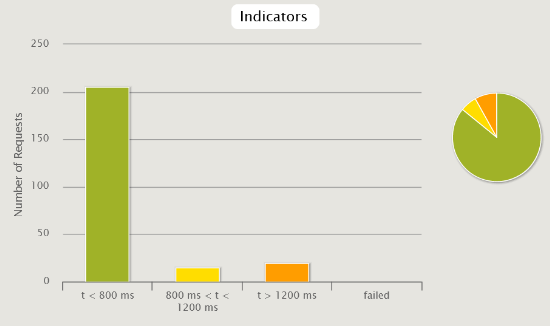 Indicators
Number of Requests
250
200
150
100
50
0
t < 800 ms
800 ms < t <
1200 ms
t > 1200 ms
failed